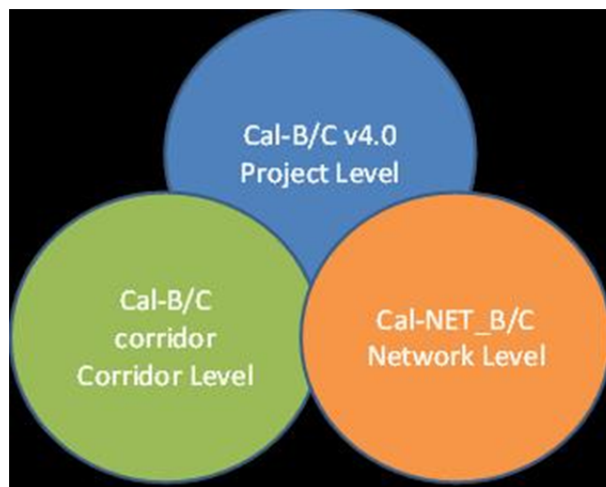 Cal-B/C v4.0
Project Level
Cal-B/C
corridor
Corridor Level
Cal-NET_B/C
Network Level